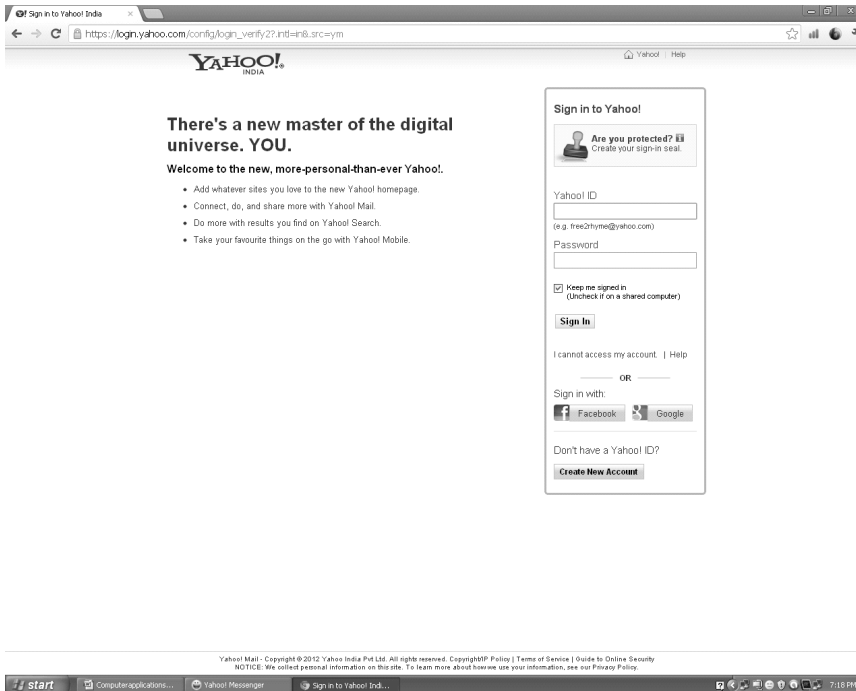 Sign in to Yahoo! India
https://login.yahoo.com/config/login_verify2?.intl=in&.src=ym
YAHOO!
INDIA
Yahoo! | Help
There's a new master of the digital
universe. YOU.
Welcome to the new, more-personal-than-ever Yahoo!.
• Add whatever sites you love to the new Yahoo! homepage.
• Connect, do, and share more with Yahoo! Mail.
• Do more with results you find on Yahoo! Search.
• Take your favourite things on the go with Yahoo! Mobile.
Sign in to Yahoo!
Are you protected?
Create your sign-in seal.
Yahoo! ID
(e.g. free2rhyme@yahoo.com)
Password
Keep me signed in
(Uncheck if on a shared computer)
Sign In
I cannot access my account. | Help
OR
Sign in with:
Facebook
Google
Don't have a Yahoo! ID?
Create New Account
Yahoo! Mail - Copyright © 2012 Yahoo India Pvt Ltd. All rights reserved. Copyright/IP Policy | Terms of Service | Guide to Online Security
NOTICE: We collect personal information on this site. To learn more about how we use your information, see our Privacy Policy.
start
Computerapplications...
Yahoo! Messenger
Sign in to Yahoo! Indi...
7:18 PM